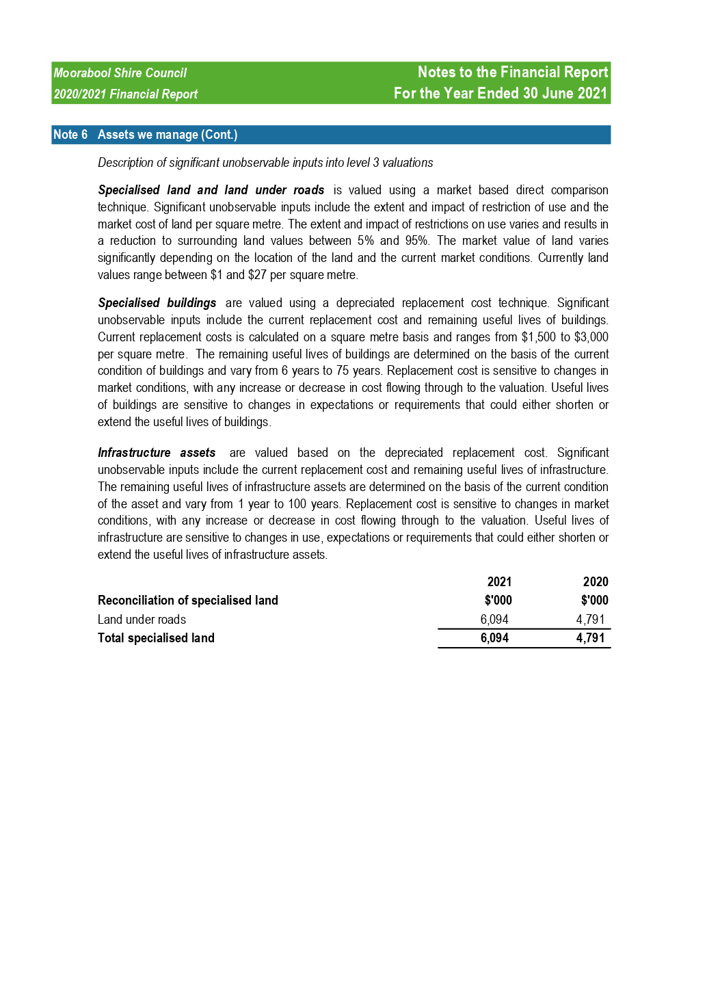 Moorabool Shire Council
Notes to the Financial Report
2020/2021 Financial Report
For the Year Ended 30 June 2021
Note 6 Assets we manage (Cont.)
Description of significant unobservable inputs into level 3 valuations
Specialised land and land under roads is valued using a market based direct comparison
technique. Significant unobservable inputs include the extent and impact of restriction of use and the
market cost of land per square metre. The extent and impact of restrictions on use varies and results in
a reduction to surrounding land values between 5% and 95%. The market value of land varies
significantly depending on the location of the land and the current market conditions. Currently land
values range between $1 and $27 per square metre.
Specialised buildings are valued using a depreciated replacement cost technique. Significant
unobservable inputs include the current replacement cost and remaining useful lives of buildings.
Current replacement costs is calculated on a square metre basis and ranges from $1,500 to $3,000
per square metre. The remaining useful lives of buildings are determined on the basis of the current
condition of buildings and vary from 6 years to 75 years. Replacement cost is sensitive to changes in
market conditions, with any increase or decrease in cost flowing through to the valuation. Useful lives
of buildings are sensitive to changes in expectations or requirements that could either shorten or
extend the useful lives of buildings.
Infrastructure assets are valued based on the depreciated replacement cost. Significant
unobservable inputs include the current replacement cost and remaining useful lives of infrastructure.
The remaining useful lives of infrastructure assets are determined on the basis of the current condition
of the asset and vary from 1 year to 100 years. Replacement cost is sensitive to changes in market
conditions, with any increase or decrease in cost flowing through to the valuation. Useful lives of
infrastructure are sensitive to changes in use, expectations or requirements that could either shorten or
extend the useful lives of infrastructure assets.
2021 2020
Reconciliation of specialised land $'000 $'000
Land under roads 6,094 4,791
Total specialised land 6,094 4,791